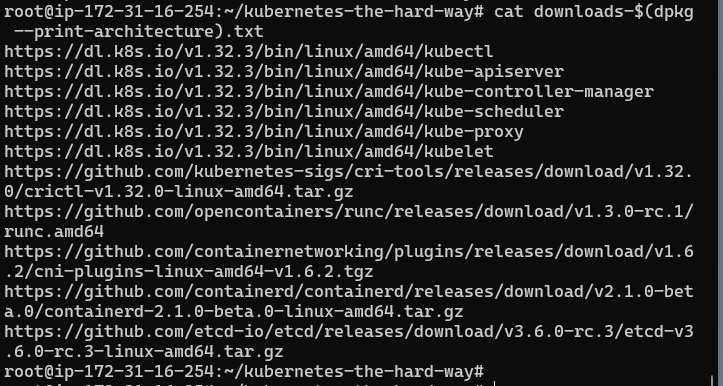 root@ip-172-31-16-254:~/kubernetes-the-hard-way# cat downloads-$(dpkg
 --print-architecture).txt
https://dl.k8s.io/v1.32.3/bin/linux/amd64/kubectl
https://dl.k8s.io/v1.32.3/bin/linux/amd64/kube-apiserver
https://dl.k8s.io/v1.32.3/bin/linux/amd64/kube-controller-manager
https://dl.k8s.io/v1.32.3/bin/linux/amd64/kube-scheduler
https://dl.k8s.io/v1.32.3/bin/linux/amd64/kube-proxy
https://dl.k8s.io/v1.32.3/bin/linux/amd64/kubelet
https://github.com/kubernetes-sigs/cri-tools/releases/download/v1.32.
0/crictl-v1.32.0-linux-amd64.tar.gz
https://github.com/opencontainers/runc/releases/download/v1.3.0-rc.1/
runc.amd64
https://github.com/containernetworking/plugins/releases/download/v1.6
.2/cni-plugins-linux-amd64-v1.6.2.tgz
https://github.com/containerd/containerd/releases/download/v2.1.0-bet
a.0/containerd-2.1.0-beta.0-linux-amd64.tar.gz
https://github.com/etcd-io/etcd/releases/download/v3.6.0-rc.3/etcd-v3
.6.0-rc.3-linux-amd64.tar.gz
root@ip-172-31-16-254:~/kubernetes-the-hard-way#